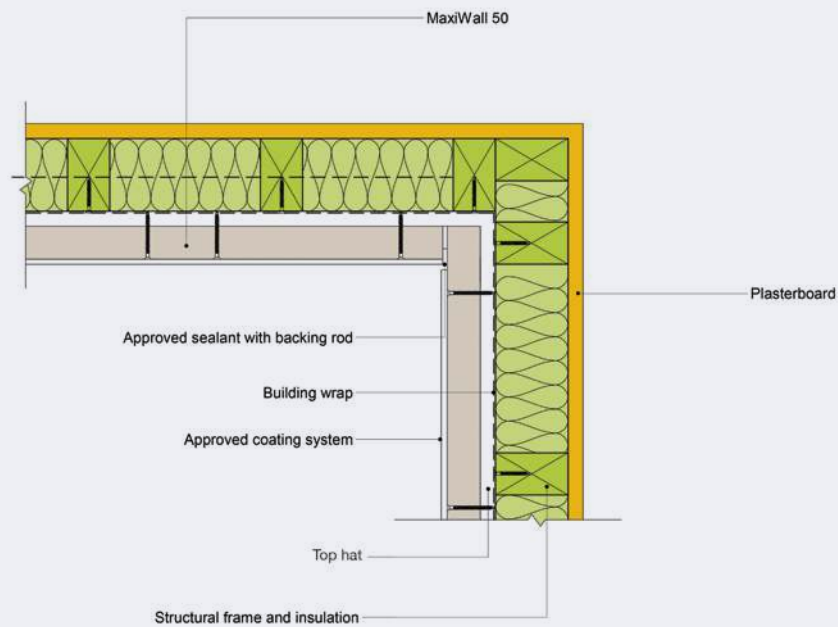 MaxiWall 50
Plasterboard
Approved sealant with backing rod
Building wrap
Approved coating system
Top hat
Structural frame and insulation